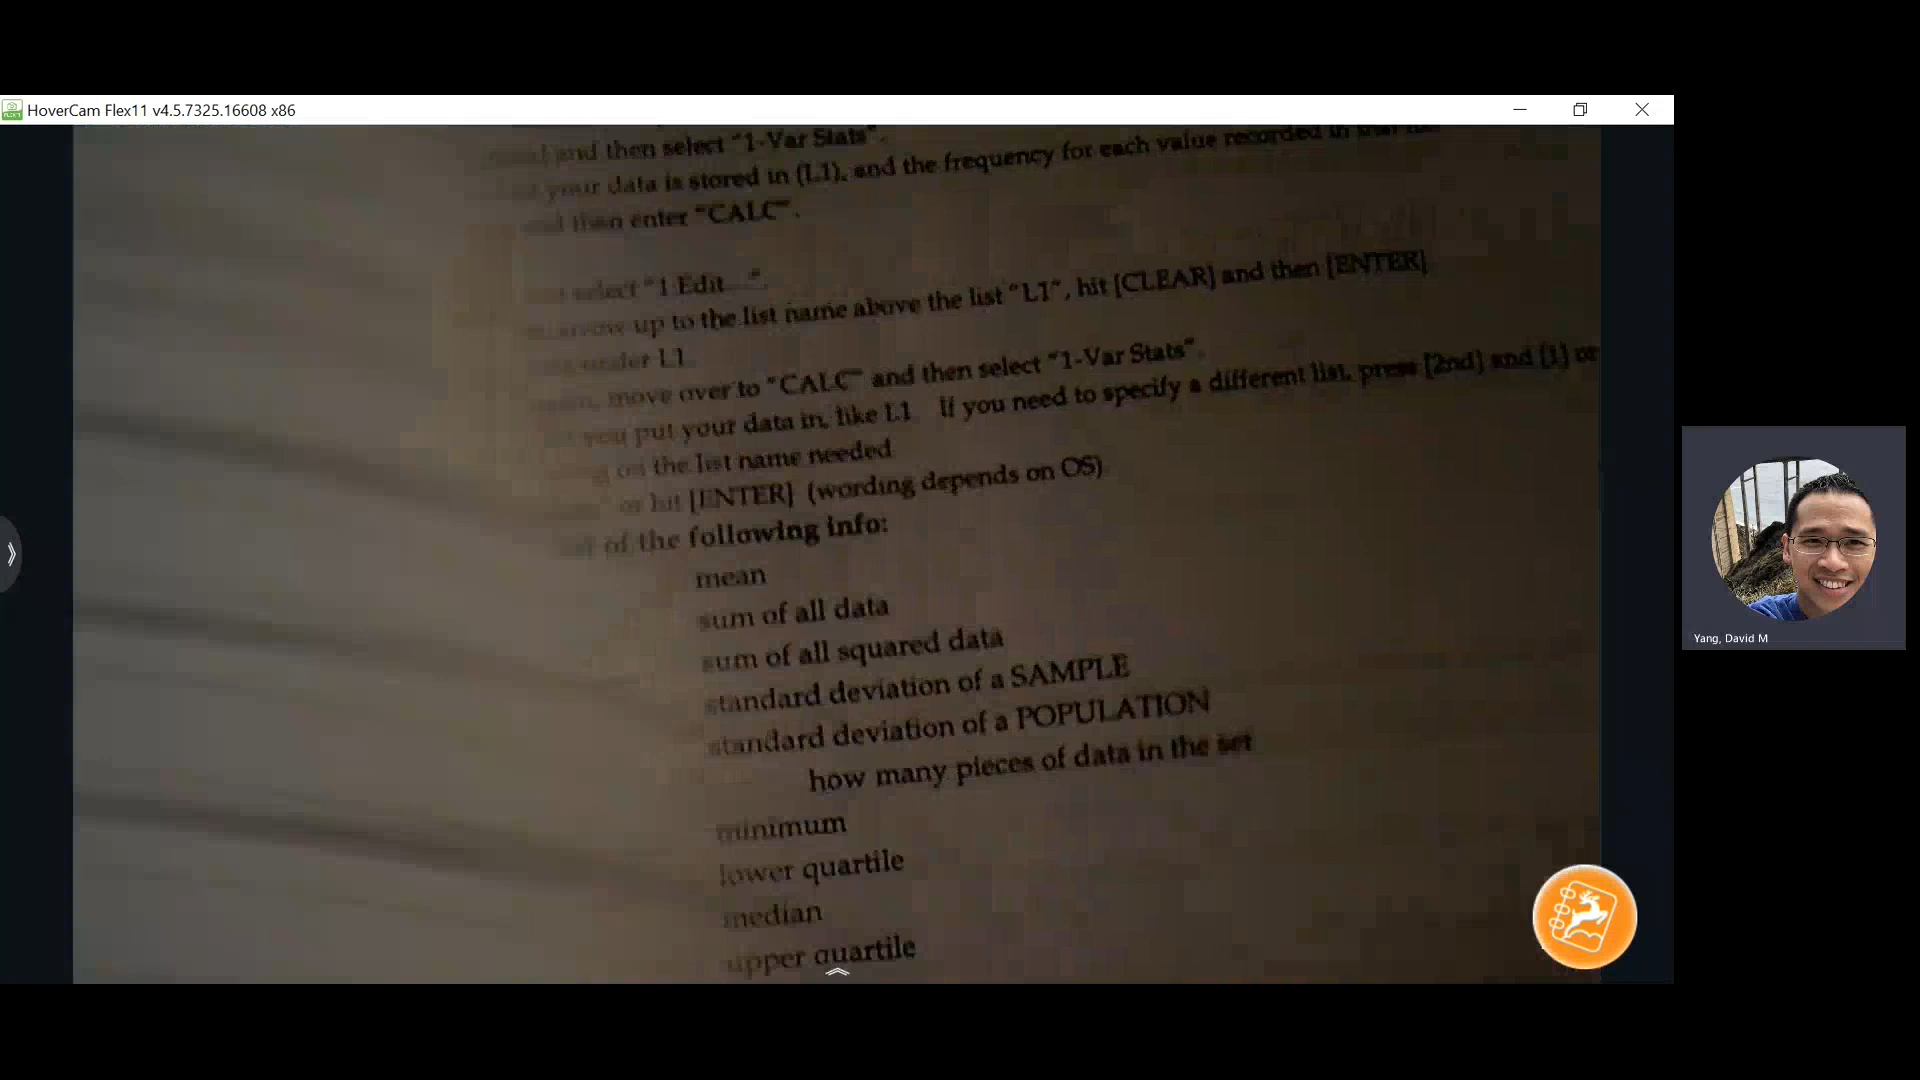 HoverCam Flex11 v4.5.7325.16608 x86
and then select "1-Var Stats".
your data is stored in (L1), and the frequency for each value recorded in
and then enter "CALC".
select "1:Edit...".
arrow up to the list name above the list "L1", hit [CLEAR] and then [ENTER]
under L1.
move over to "CALC" and then select "1-Var Stats".
you put your data in, like L1. If you need to specify a different list, press [2nd] and [1] or
on the list name needed
or hit [ENTER] (wording depends on OS)
of the following info:
mean
sum of all data
sum of all squared data
standard deviation of a SAMPLE
standard deviation of a POPULATION
how many pieces of data in the set
minimum
lower quartile
median
upper quartile
Yang, David M